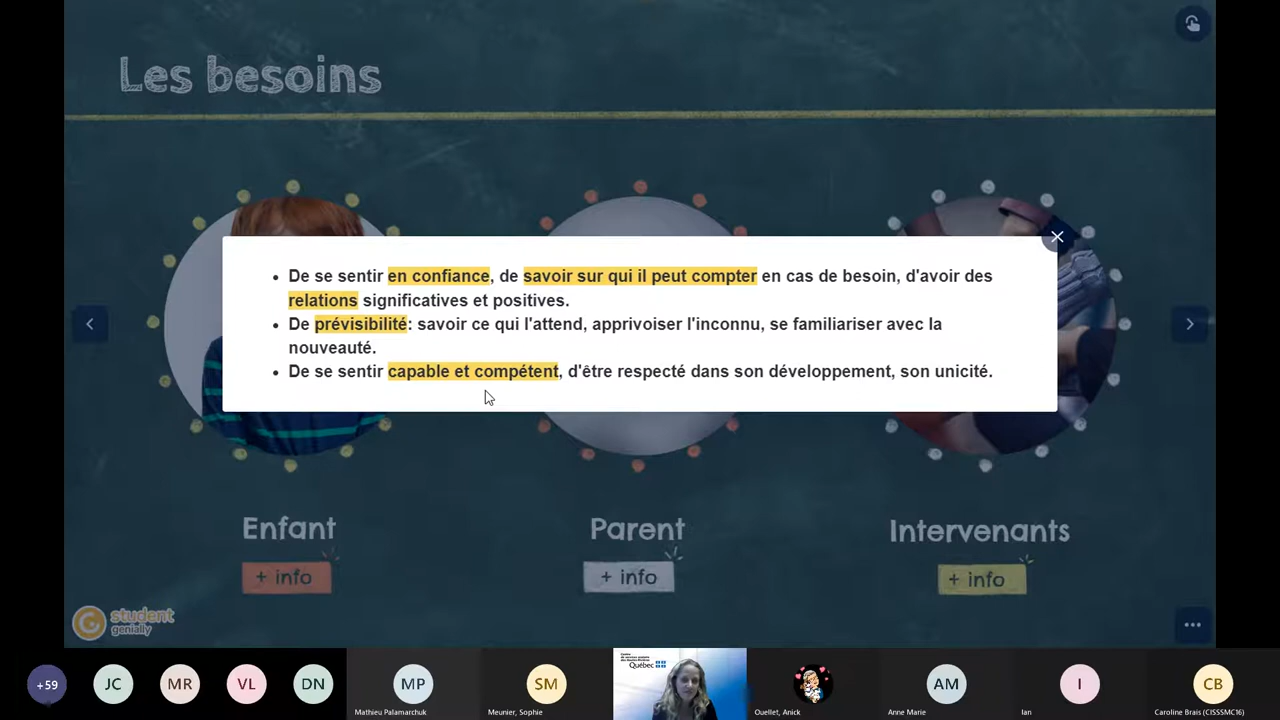 Les besoins
• De se sentir en confiance, de savoir sur qui il peut compter en cas de besoin, d'avoir des
relations significatives et positives.
• De prévisibilité: savoir ce qui l'attend, apprivoiser l'inconnu, se familiariser avec la
nouveauté.
• De se sentir capable et compétent, d'être respecté dans son développement, son unicité.
Enfant
Parent
Intervenants
+ info
+ info
+ info
student
genially
+59
JC
MR
VL
DN
MP
Mathieu Palamarchuk
SM
Meunier, Sophie
Québec
Ouellet, Anick
AM
Anne Marie
I
Ian
CB
Caroline Brais (CISSSMC16)